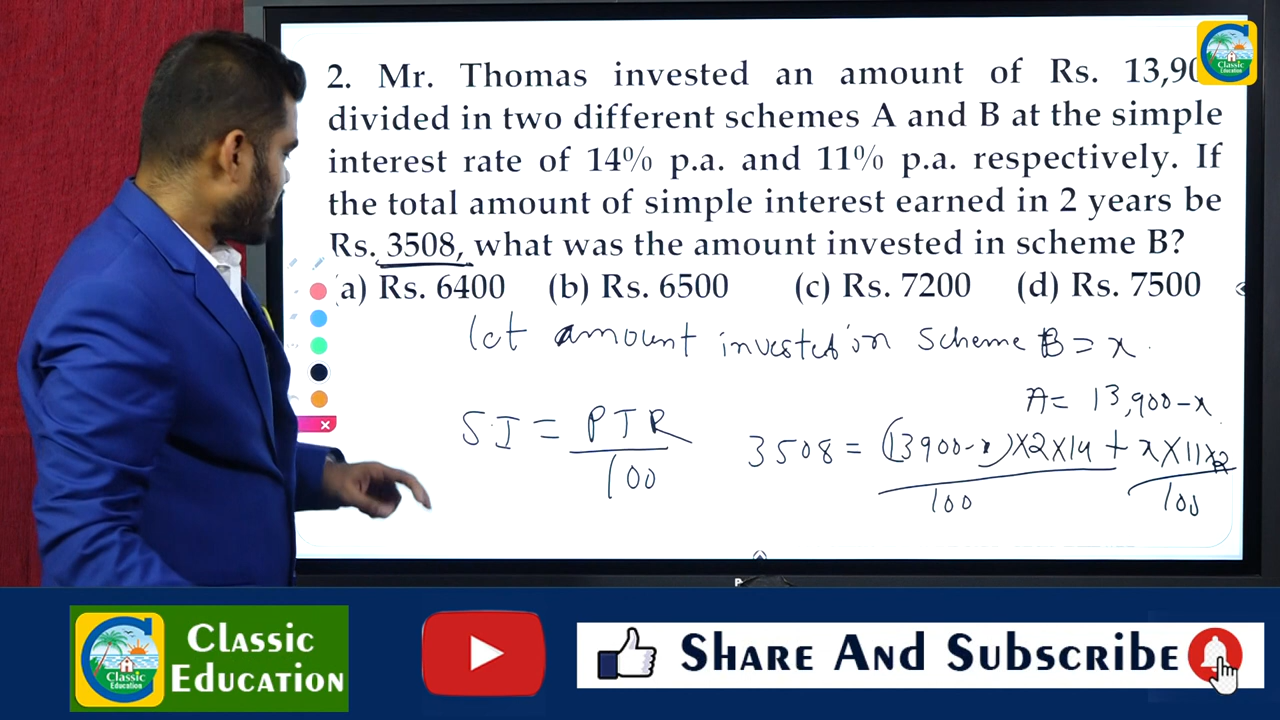 2. Mr. Thomas invested an amount of Rs. 13,90
divided in two different schemes A and B at the simple
interest rate of 14% p.a. and 11% p.a. respectively. If
the total amount of simple interest earned in 2 years be
Rs. 3508, what was the amount invested in scheme B?
a) Rs. 6400 (b) Rs. 6500 (c) Rs. 7200 (d) Rs. 7500
let amount invested in scheme B = x.
A = 13,900-x
S.I = PTR
100
3508 = (13900-x)×2×14 + x×11×2
100 100
Classic
Education
Classic
Education
Classic
Education
Share And Subscribe